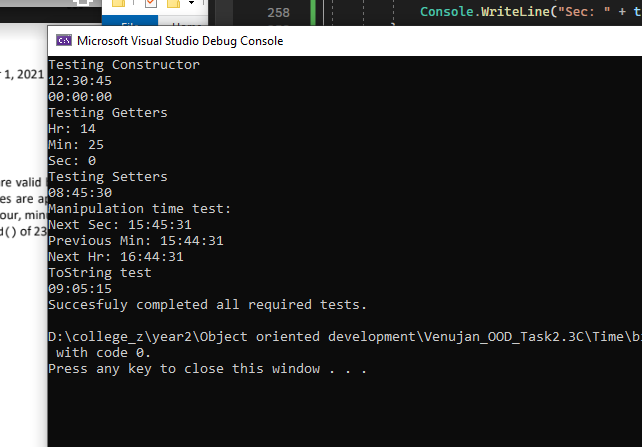 258
Console.WriteLine("Sec: " + t
File
Home
Microsoft Visual Studio Debug Console
1, 2021
Testing Constructor
12:30:45
00:00:00
Testing Getters
Hr: 14
Min: 25
Sec: 0
Testing Setters
08:45:30
Manipulation time test:
Next Sec: 15:45:31
Previous Min: 15:44:31
Next Hr: 16:44:31
ToString test
09:05:15
Succesfuly completed all required tests.
D:\college_z\year2\Object oriented development\Venujan_OOD_Task2.3C\Time\b
with code 0.
Press any key to close this window . . .
re valid
es are a
our, min
d() of 23